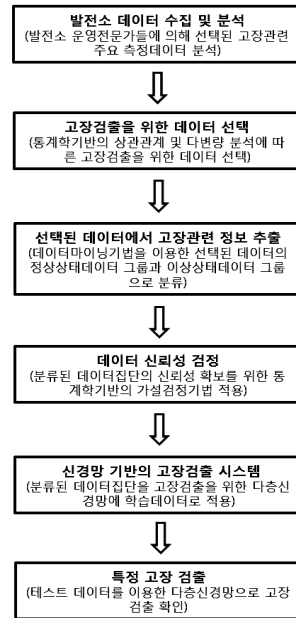 발전소 데이터 수집 및 분석
(발전소 운영전문가들에 의해 선택된 고장관련
주요 측정데이터 분석)
고장검출을 위한 데이터 선택
(통계학기반의 상관관계 및 다변량 분석에 따
른 고장검출을 위한 데이터 선택)
선택된 데이터에서 고장관련 정보 추출
(데이터마이닝기법을 이용한 선택된 데이터의
정상상태데이터 그룹과 이상상태데이터 그룹
으로 분류)
데이터 신뢰성 검정
(분류된 데이터집단의 신뢰성 확보를 위한 통
계학기반의 가설검정기법 적용)
신경망 기반의 고장검출 시스템
(분류된 데이터집단을 고장검출을 위한 다층신
경망에 학습데이터로 적용)
특정 고장 검출
(테스트 데이터를 이용한 다층신경망으로 고장
검출 확인)